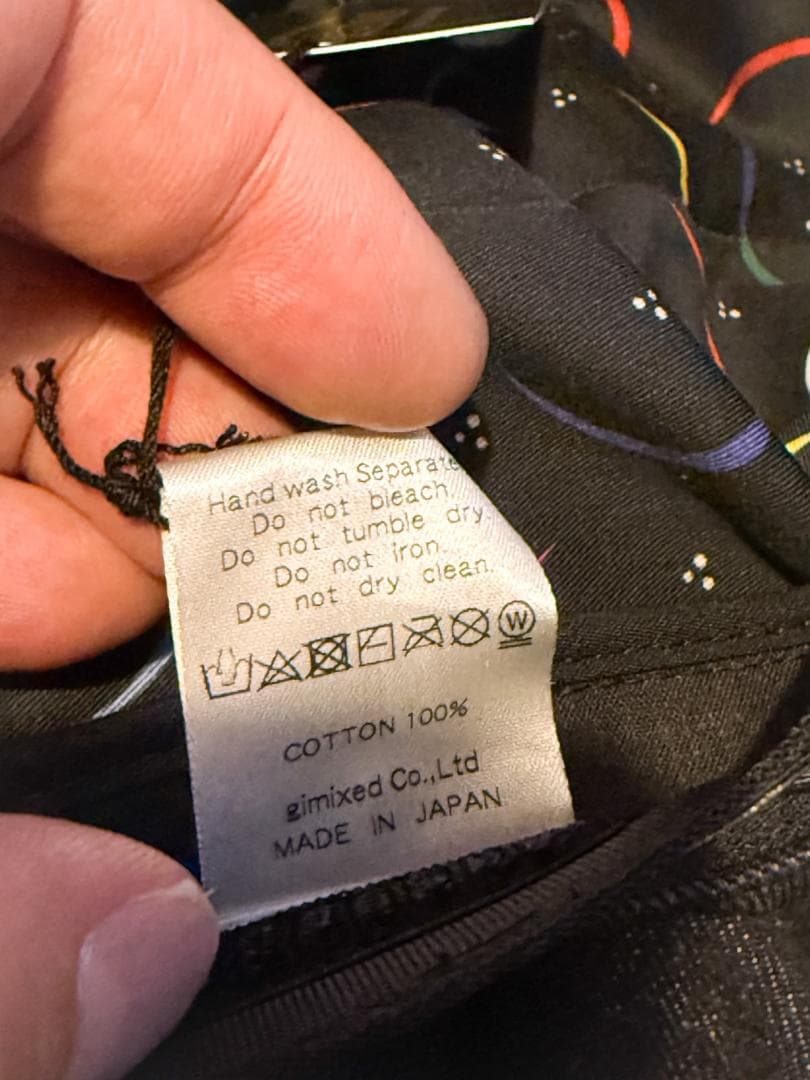 Hand wash Separate
Do not bleach.
Do not tumble dry.
Do not iron.
Do not dry clean.
W
COTTON 100%
gimixed Co.,Ltd
MADE IN JAPAN